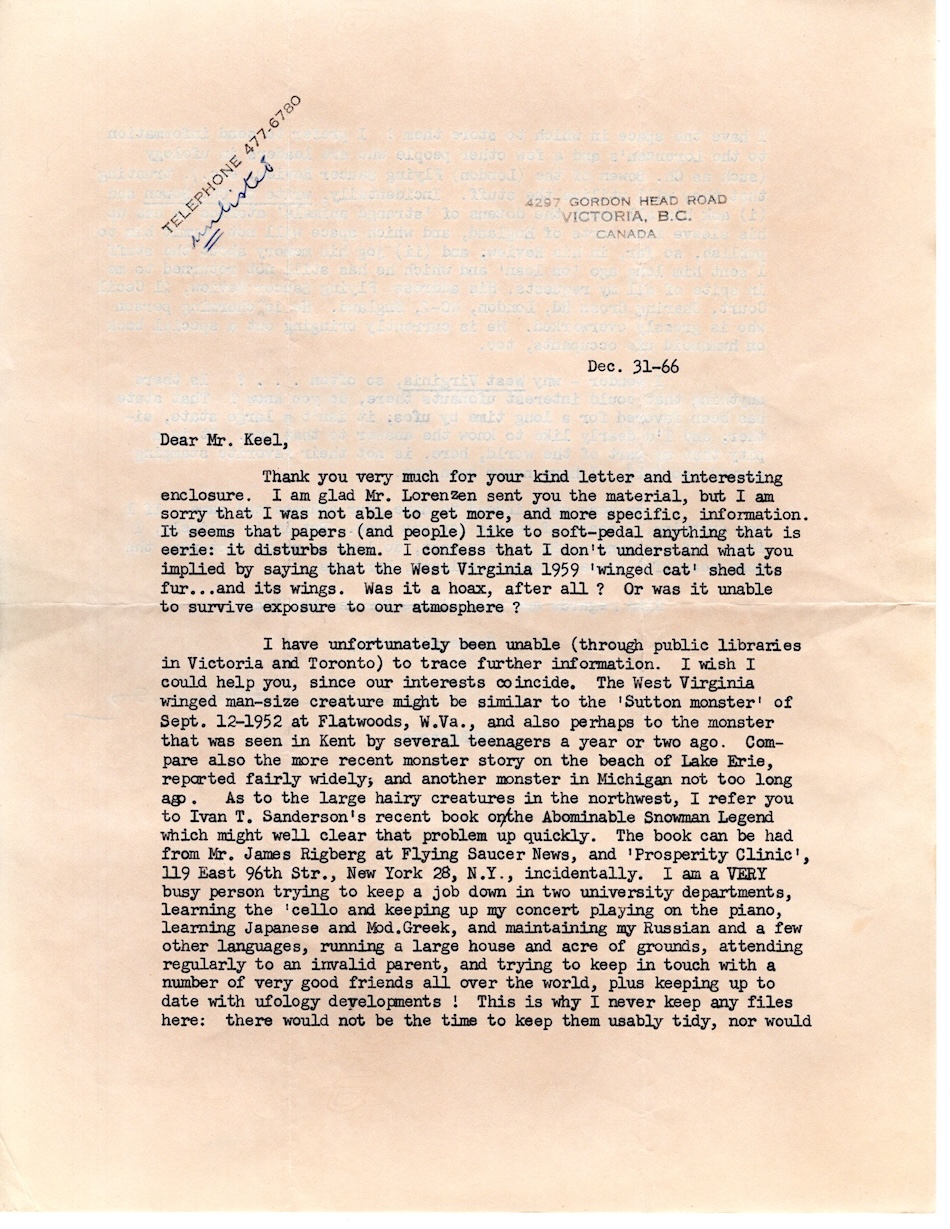 TELEPHONE 477-6780
unlisted
4297 GORDON HEAD ROAD
VICTORIA, B.C.
CANADA
Dec. 31-66
Dear Mr. Keel,
Thank you very much for your kind letter and interesting
enclosure. I am glad Mr. Lorenzen sent you the material, but I am
sorry that I was not able to get more, and more specific, information.
It seems that papers (and people) like to soft-pedal anything that is
eerie: it disturbs them. I confess that I don't understand what you
implied by saying that the West Virginia 1959 'winged cat' shed its
fur...and its wings. Was it a hoax, after all ? Or was it unable
to survive exposure to our atmosphere ?
I have unfortunately been unable (through public libraries
in Victoria and Toronto) to trace further information. I wish I
could help you, since our interests coincide. The West Virginia
winged man-size creature might be similar to the 'Sutton monster' of
Sept. 12-1952 at Flatwoods, W.Va., and also perhaps to the monster
that was seen in Kent by several teenagers a year or two ago. Com-
pare also the more recent monster story on the beach of Lake Erie,
reported fairly widely; and another monster in Michigan not too long
ago. As to the large hairy creatures in the northwest, I refer you
to Ivan T. Sanderson's recent book on/the Abominable Snowman Legend
which might well clear that problem up quickly. The book can be had
from Mr. James Rigberg at Flying Saucer News, and 'Prosperity Clinic',
119 East 96th Str., New York 28, N.Y., incidentally. I am a VERY
busy person trying to keep a job down in two university departments,
learning the 'cello and keeping up my concert playing on the piano,
learning Japanese and Mod.Greek, and maintaining my Russian and a few
other languages, running a large house and acre of grounds, attending
regularly to an invalid parent, and trying to keep in touch with a
number of very good friends all over the world, plus keeping up to
date with ufology developments ! This is why I never keep any files
here: there would not be the time to keep them usably tidy, nor would